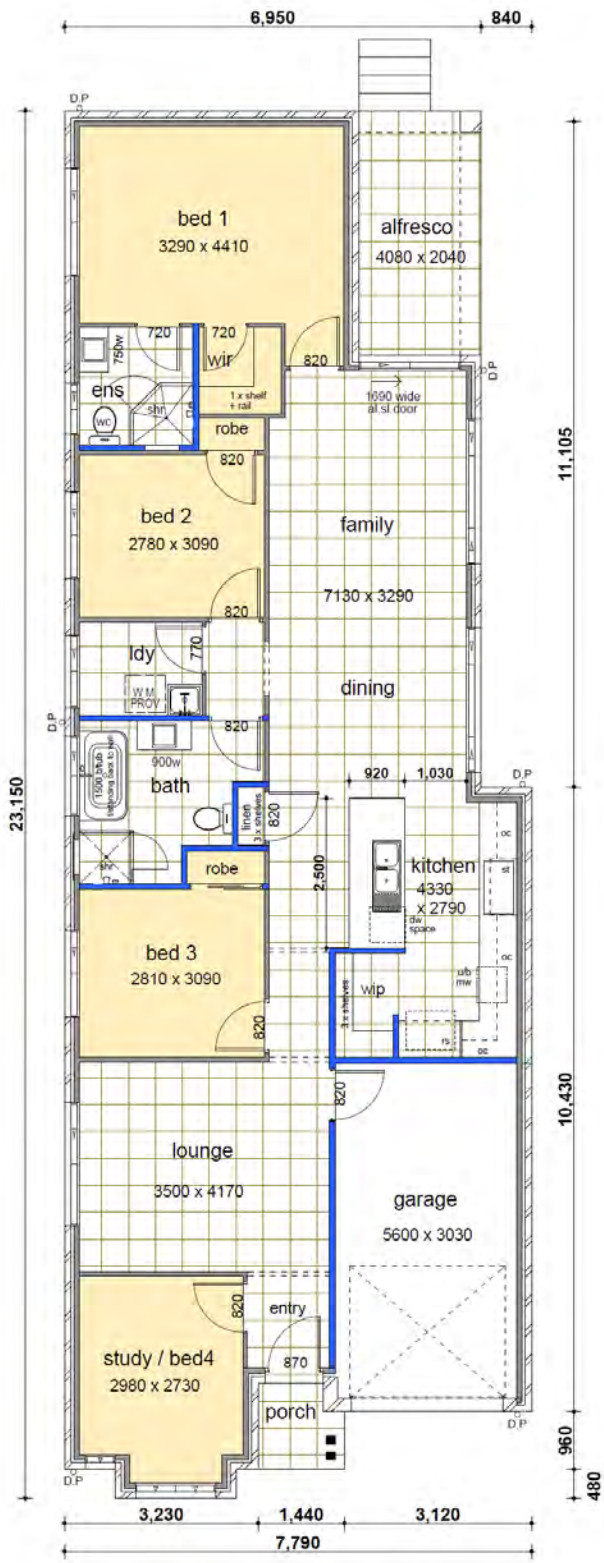 6,950
840
D.P
bed 1
3290 x 4410
alfresco
4080 x 2040
720
720
750w
wir
820
D.P
ens
1 x shelf
+ rail
1690 wide
al.sl.door
shr
wc
robe
820
11,105
bed 2
2780 x 3090
family
820
7130 x 3290
ldy
770
W M
PROV
dining
D.P
820
900w
1500 b/tub
bath
D.P
920
1,030
23,150
linen
3 x shelves
820
oc
shr
robe
2,500
kitchen
4330
x 2790
st
dw
space
bed 3
2810 x 3090
oc
u/b
mw
wip
3 x shelves
820
rs
oc
820
10,430
lounge
3500 x 4170
garage
5600 x 3030
820
entry
study / bed4
2980 x 2730
870
porch
960
D.P
D.P
480
3,230
1,440
3,120
7,790